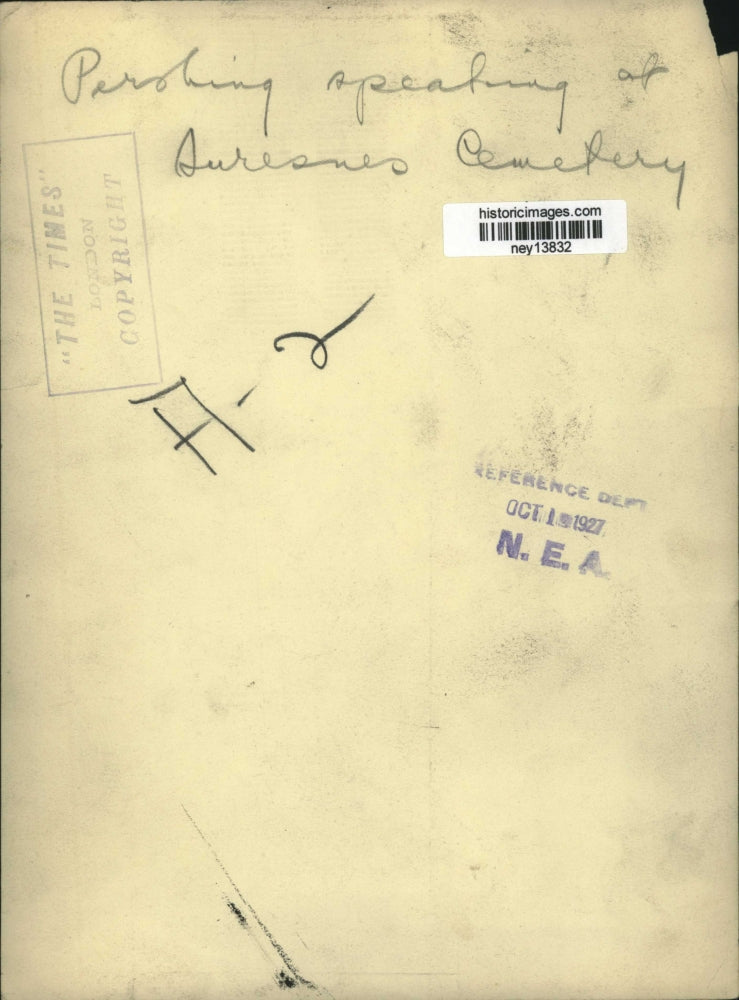 Pershing speaking at
Suresnes Cemetery
"THE TIMES"
LONDON
COPYRIGHT
historicimages.com
ney13832
A-2
REFERENCE DEPT
OCT 1 1927
N. E. A.